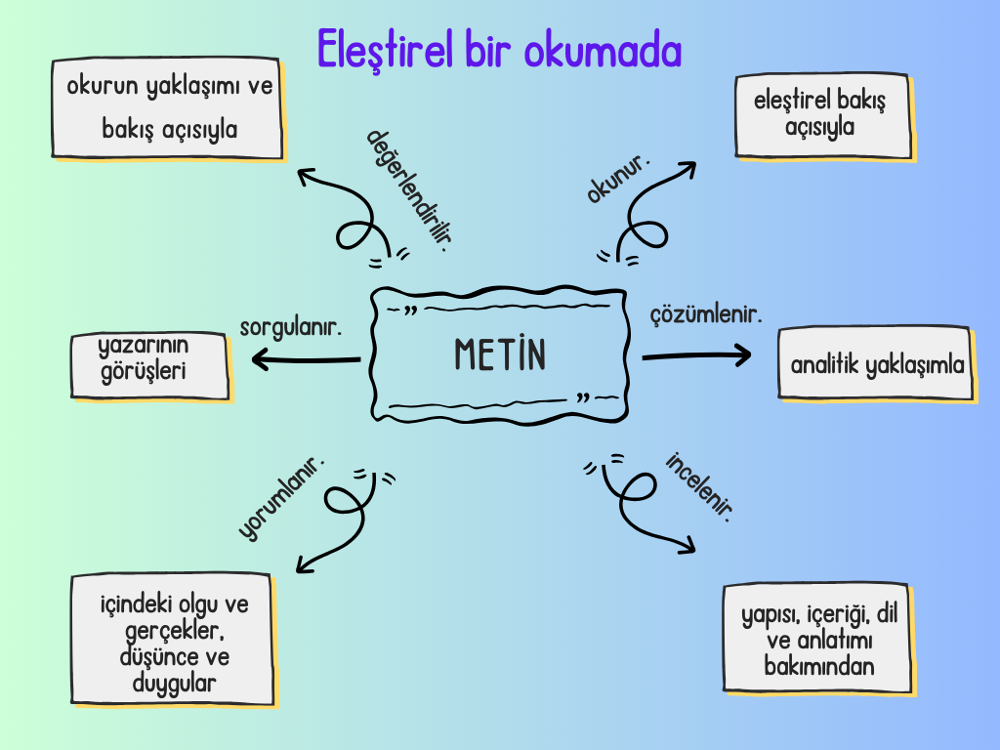 Eleştirel bir okumada
okurun yaklaşımı ve
bakış açısıyla
değerlendirilir.
okunur.
eleştirel bakış
açısıyla
yazarının
görüşleri
sorgulanır.
”
METİN
”
çözümlenir.
analitik yaklaşımla
yorumlanır.
içindeki olgu ve
gerçekler,
düşünce ve
duygular
incelenir.
yapısı, içeriği, dil
ve anlatımı
bakımından